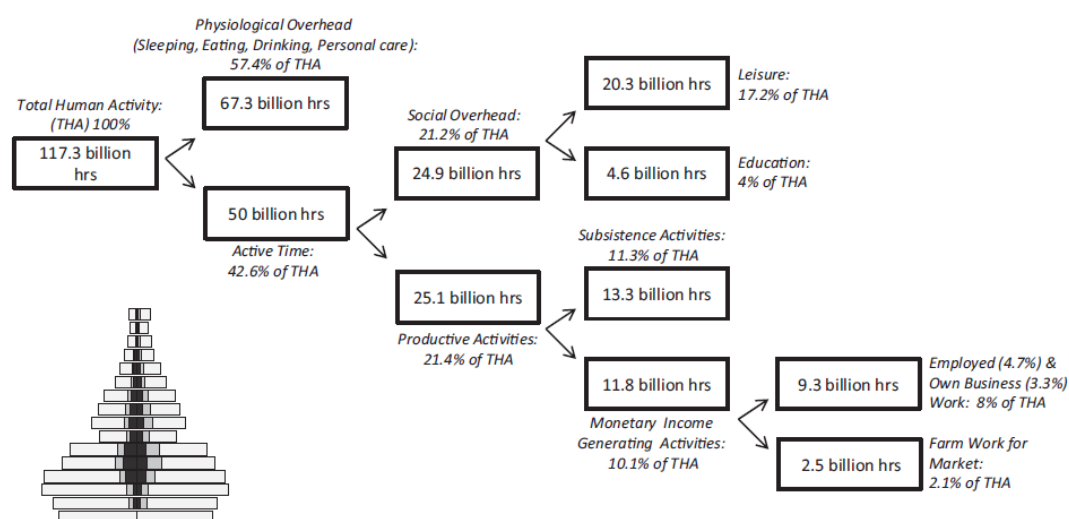 Physiological Overhead
(Sleeping, Eating, Drinking, Personal care):
57.4% of THA
67.3 billion hrs
Total Human Activity:
(THA) 100%
117.3 billion
hrs
50 billion hrs
Active Time:
42.6% of THA
Social Overhead:
21.2% of THA
24.9 billion hrs
20.3 billion hrs
Leisure:
17.2% of THA
4.6 billion hrs
Education:
4% of THA
25.1 billion hrs
Productive Activities:
21.4% of THA
Subsistence Activities:
11.3% of THA
13.3 billion hrs
11.8 billion hrs
Monetary Income
Generating Activities:
10.1% of THA
9.3 billion hrs
Employed (4.7%) &
Own Business (3.3%)
Work: 8% of THA
2.5 billion hrs
Farm Work for
Market:
2.1% of THA